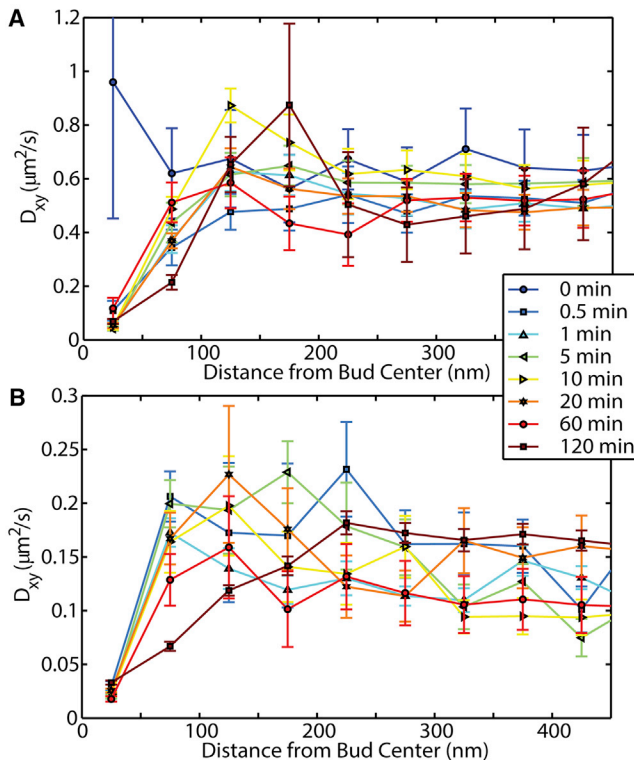 A
1.2
1
0.8
0.6
0.4
0.2
0
Dxy (μm²/s)
0 100 200 300
Distance from Bud Center (nm)
0 min
0.5 min
1 min
5 min
10 min
20 min
60 min
120 min
B
0.3
0.25
0.2
0.15
0.1
0.05
0
Dxy (μm²/s)
0 100 200 300 400
Distance from Bud Center (nm)